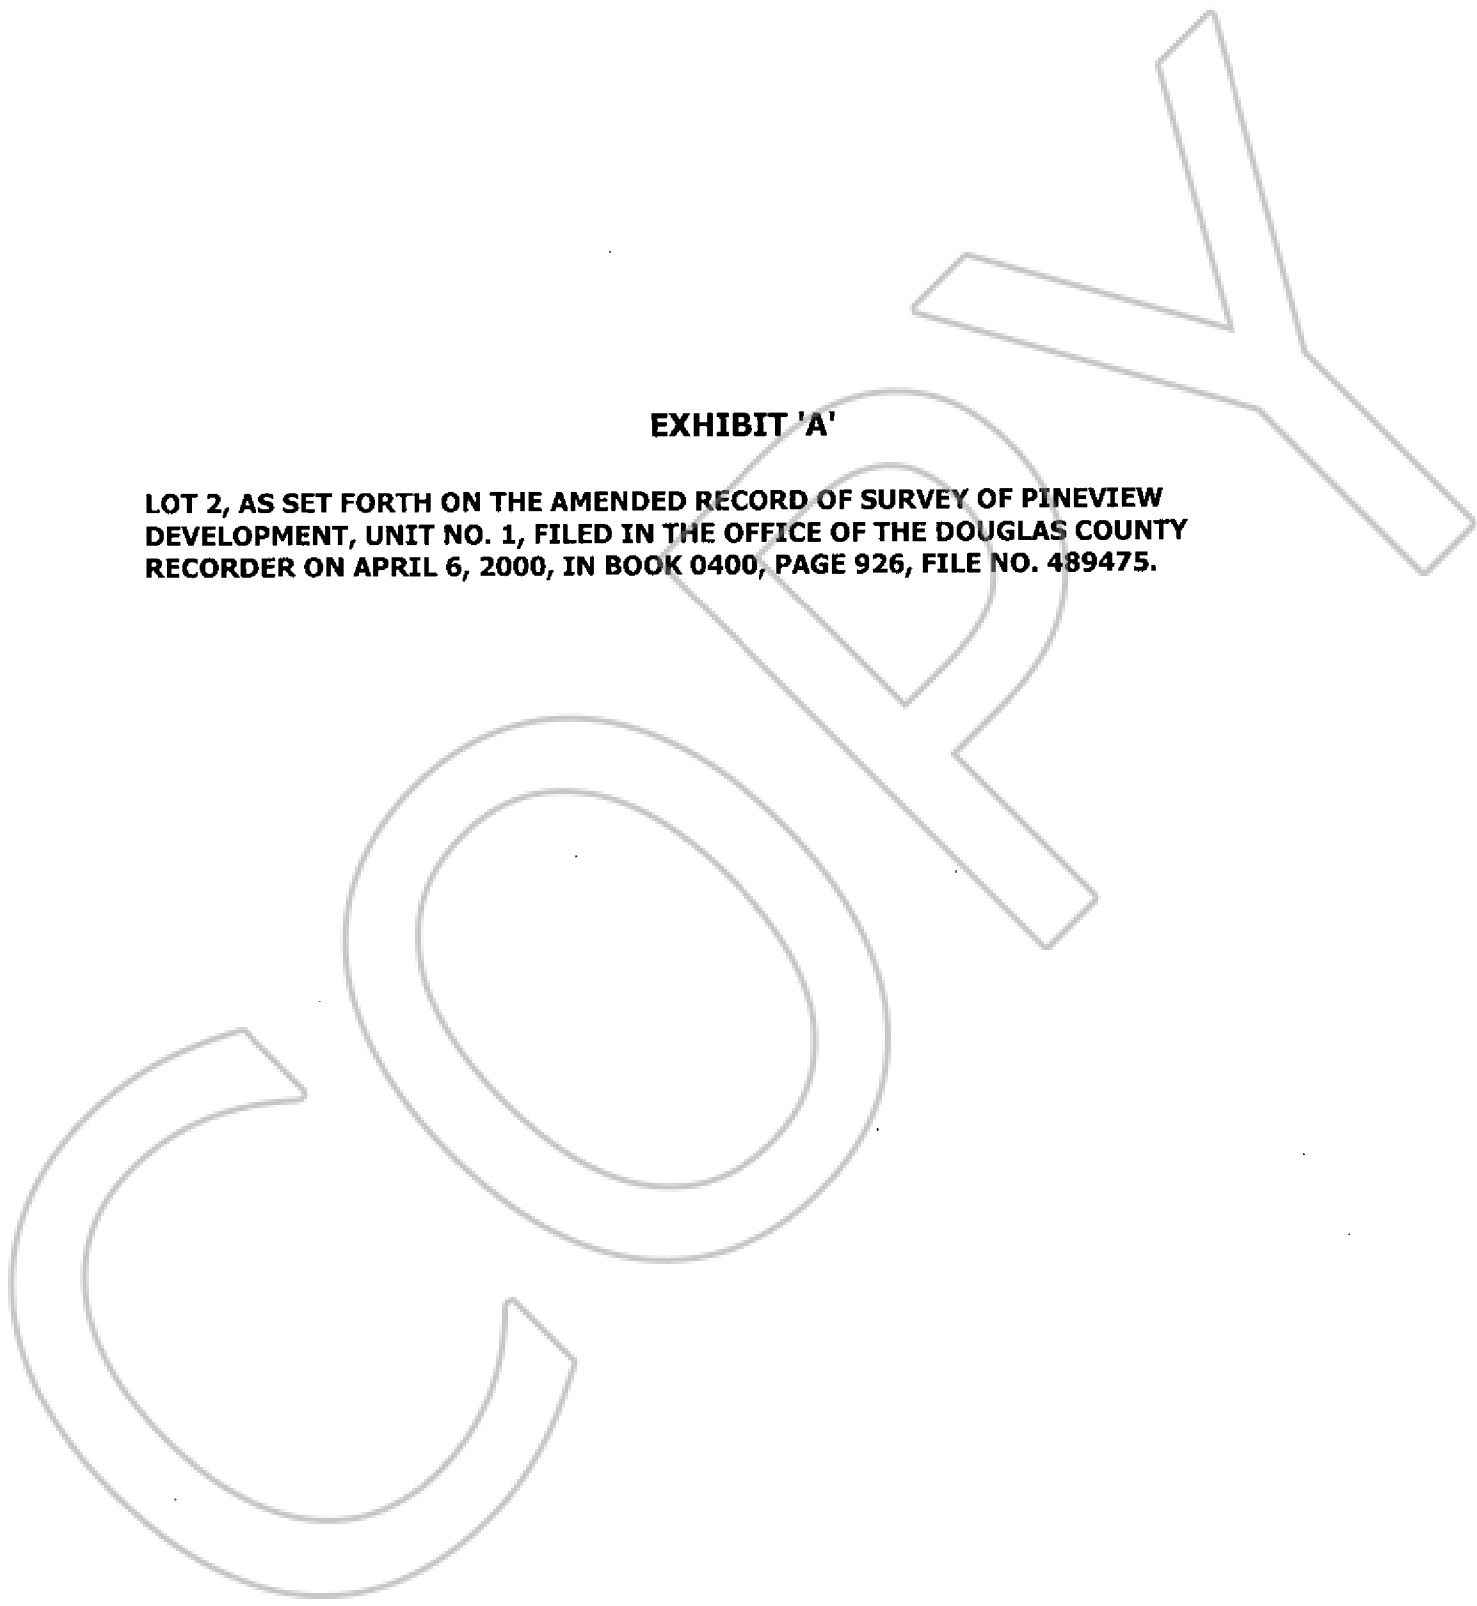 EXHIBIT 'A'
LOT 2, AS SET FORTH ON THE AMENDED RECORD OF SURVEY OF PINEVIEW
DEVELOPMENT, UNIT NO. 1, FILED IN THE OFFICE OF THE DOUGLAS COUNTY
RECORDER ON APRIL 6, 2000, IN BOOK 0400, PAGE 926, FILE NO. 489475.
COPY